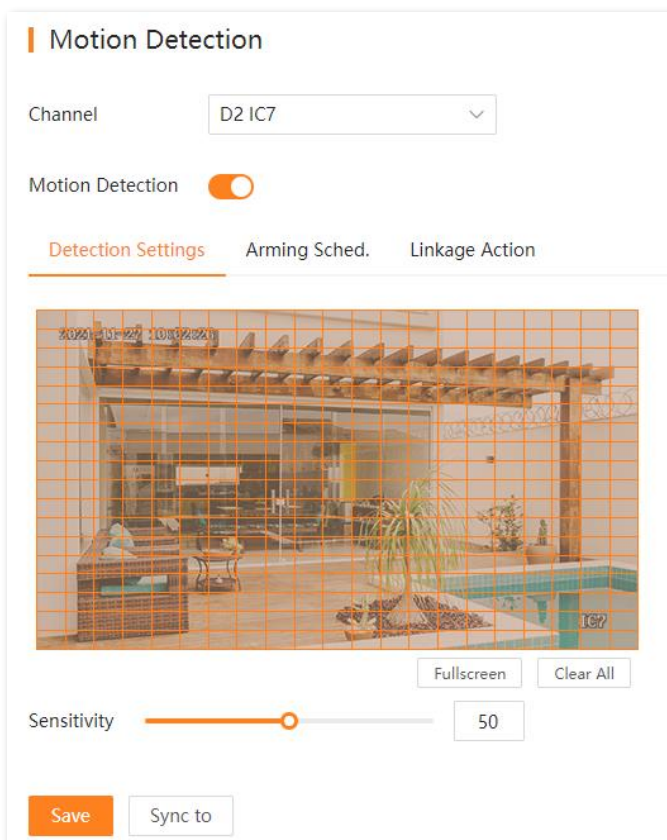 Motion Detection
Channel D2 IC7
Motion Detection
Detection Settings Arming Sched. Linkage Action
IC7
Fullscreen Clear All
Sensitivity 50
Save Sync to